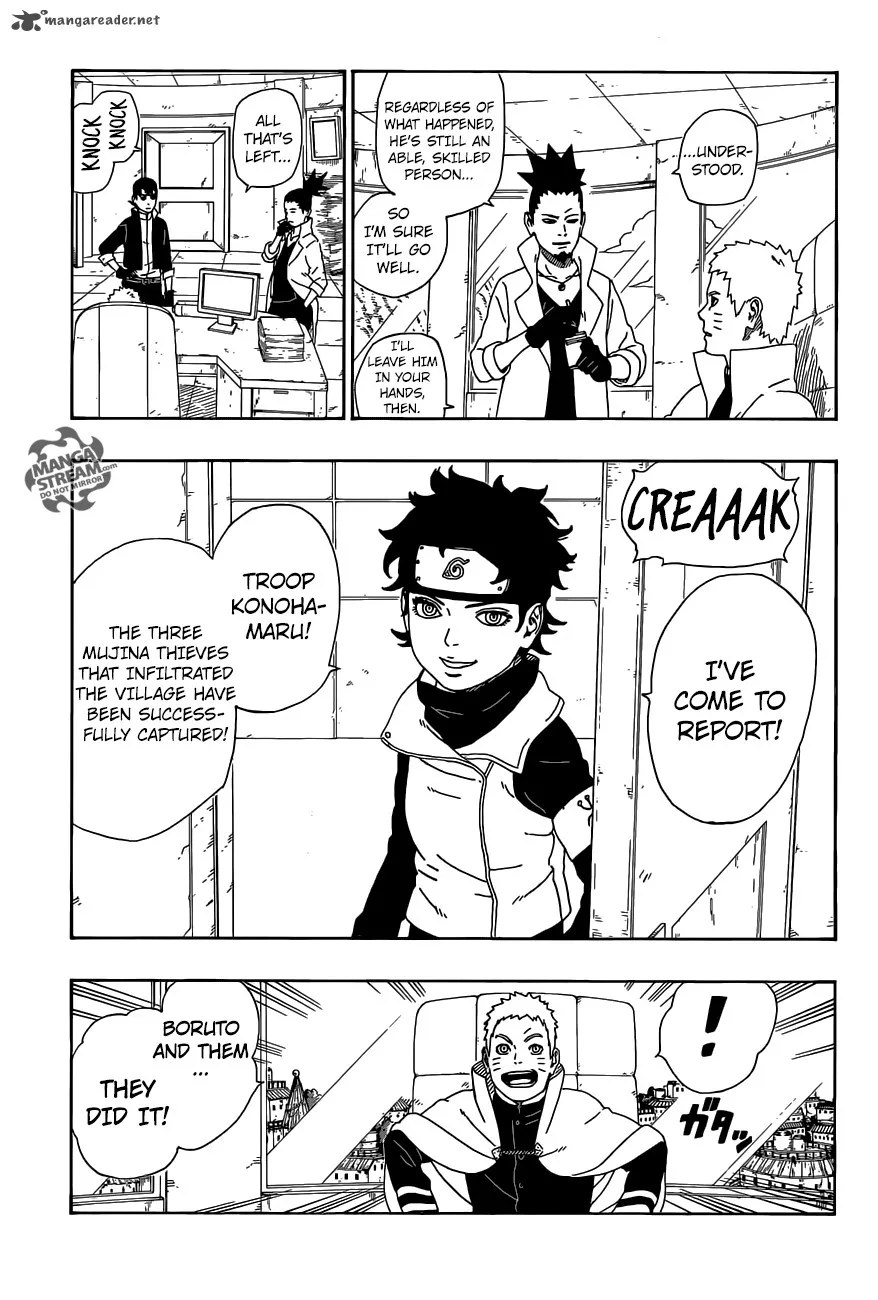 mangareader.net
REGARDLESS OF
WHAT HAPPENED,
HE'S STILL AN
ABLE, SKILLED
PERSON...
SO
I'M SURE
IT'LL GO
WELL.
I'LL
LEAVE HIM
IN YOUR
HANDS,
THEN.
...UNDER-
STOOD.
ALL
THAT'S
LEFT...
KNOCK
KNOCK
MANGA
STREAM.com
DO NOT MIRROR
CREAAAK
I'VE
COME TO
REPORT!
TROOP
KONOHA-
MARU!
THE THREE
MUJINA THIEVES
THAT INFILTRATED
THE VILLAGE HAVE
BEEN SUCCESS-
FULLY CAPTURED!
!
ガタッ
BORUTO
AND THEM
...
THEY
DID IT!